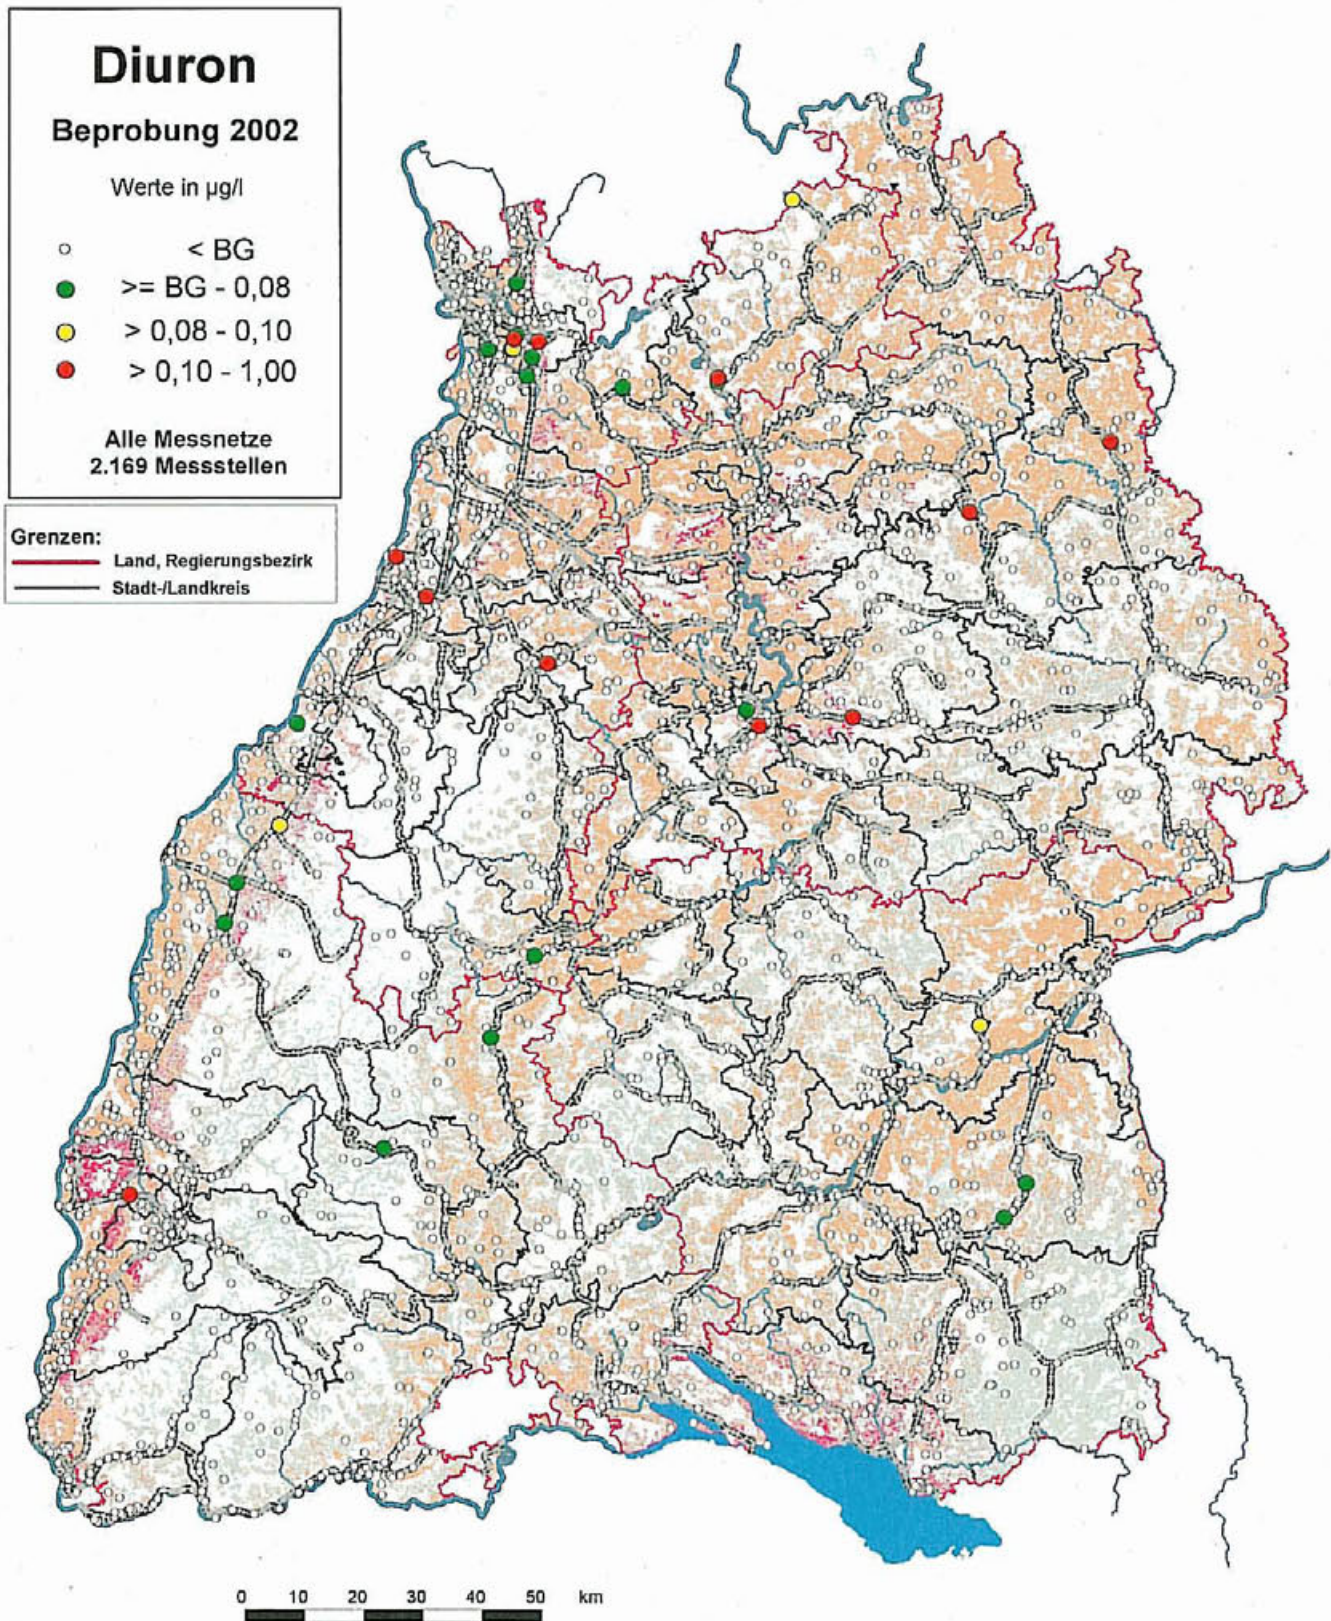 Diuron
Beprobung 2002
Werte in µg/l
< BG
>= BG - 0,08
> 0,08 - 0,10
> 0,10 - 1,00
Alle Messnetze
2.169 Messstellen
Grenzen:
Land, Regierungsbezirk
Stadt-/Landkreis
0 10 20 30 40 50 km